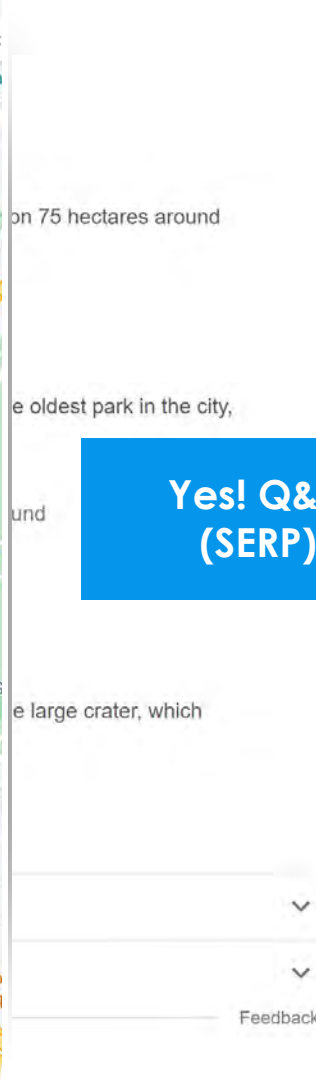 on 75 hectares around
e oldest park in the city,
Yes! Q&
(SERP)
und
e large crater, which
Feedback